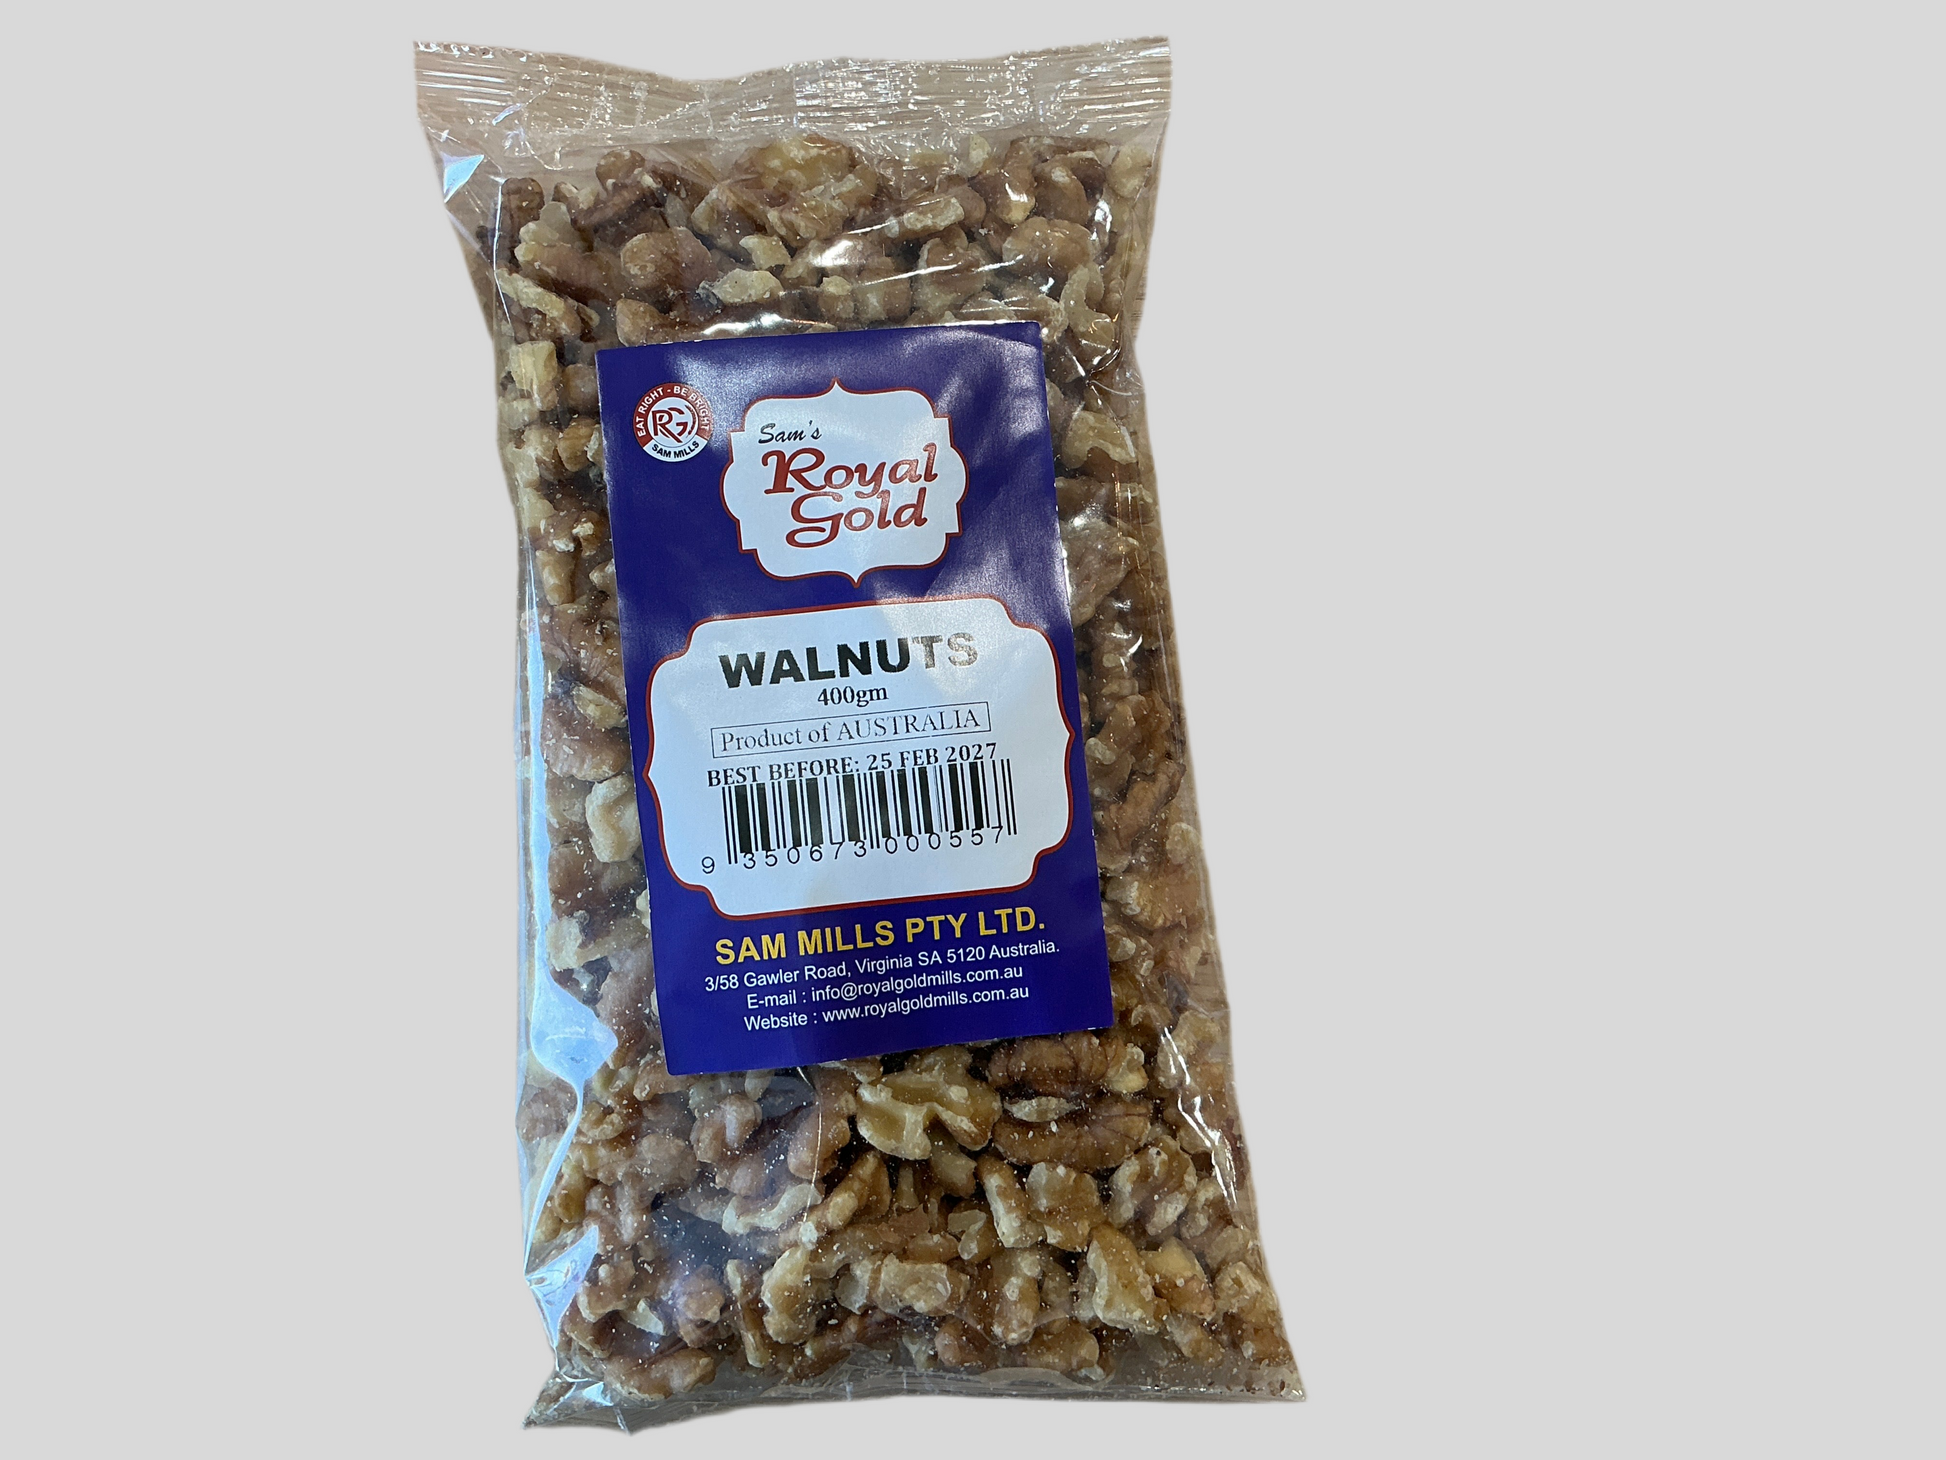 EAT RIGHT - BE BRIGHT
RG
SAM MILLS
Sam's
Royal
Gold
WALNUTS
400gm
Product of AUSTRALIA
BEST BEFORE: 25 FEB 2027
9 350673 000557
SAM MILLS PTY LTD.
3/58 Gawler Road, Virginia SA 5120 Australia.
E-mail : info@royalgoldmills.com.au
Website : www.royalgoldmills.com.au